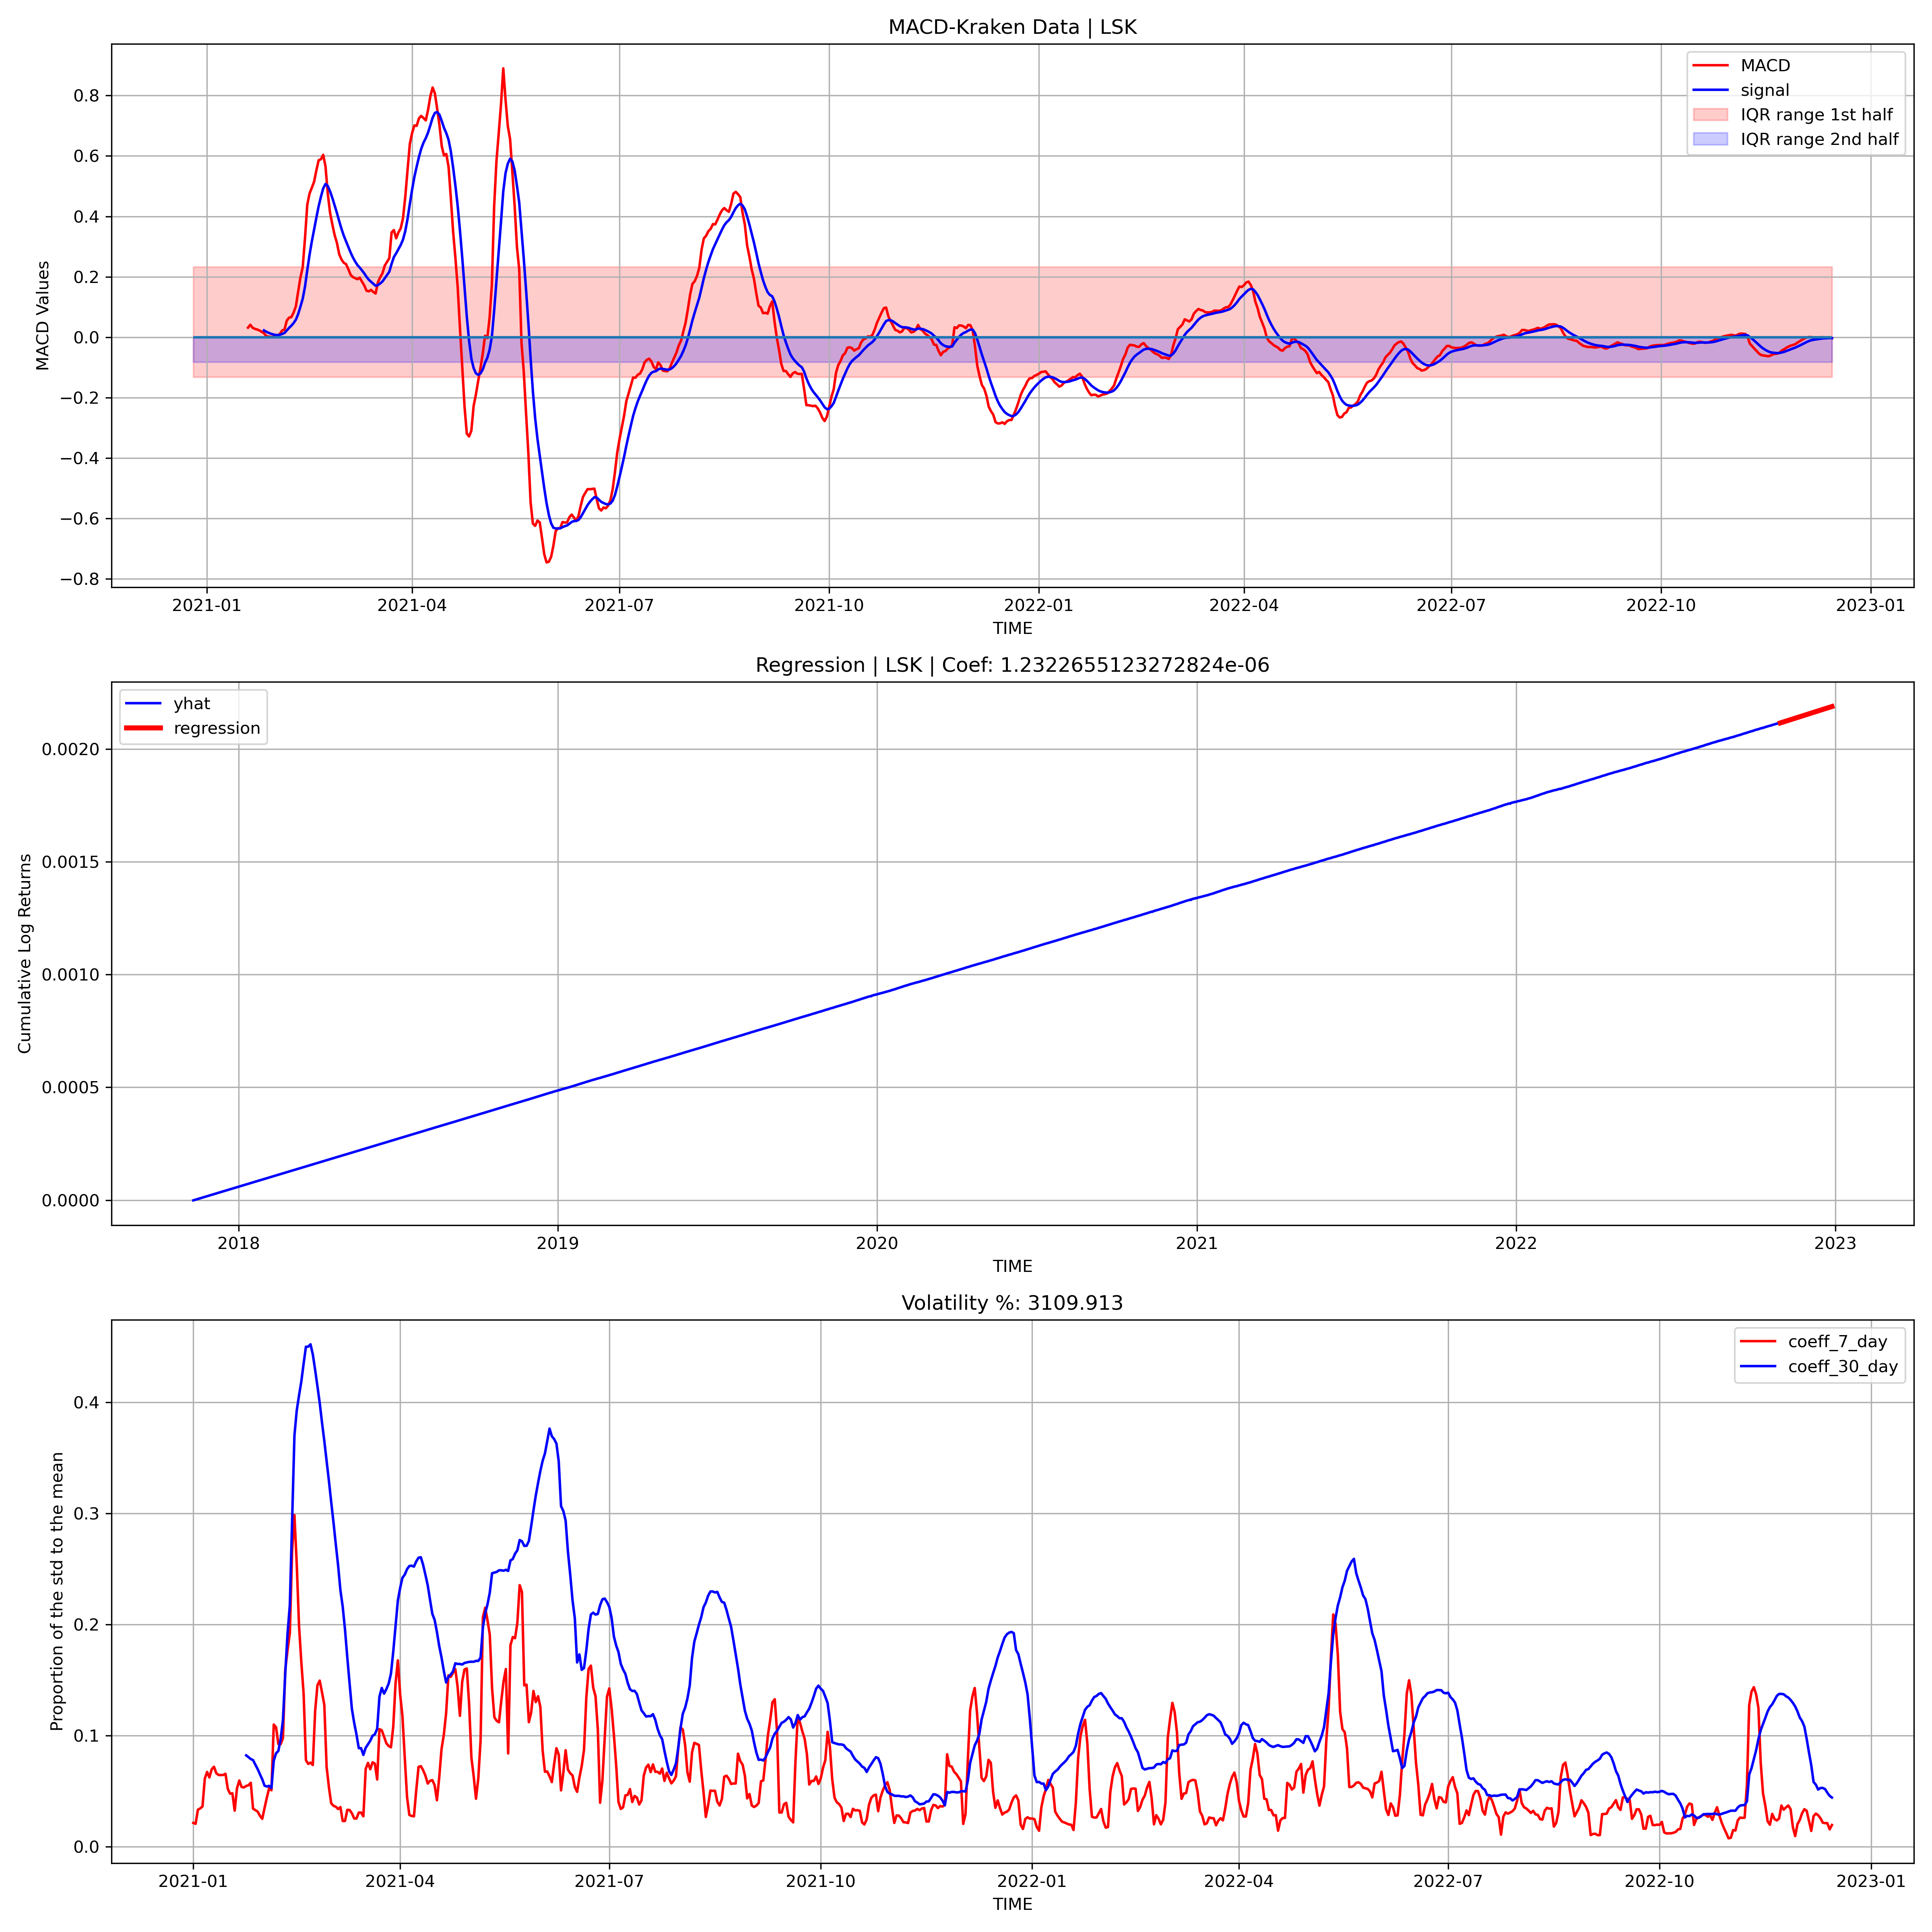 MACD-Kraken Data | LSK
MACD
signal
IQR range 1st half
IQR range 2nd half
MACD Values
0.8
0.6
0.4
0.2
0.0
−0.2
−0.4
−0.6
−0.8
2021-01 2021-04 2021-07 2021-10 2022-01 2022-04 2022-07 2022-10 2023-01
TIME
Regression | LSK | Coef: 1.2322655123272824e-06
yhat
regression
Cumulative Log Returns
0.0020
0.0015
0.0010
0.0005
0.0000
2018 2019 2020 2021 2022 2023
TIME
Volatility %: 3109.913
coeff_7_day
coeff_30_day
Proportion of the std to the mean
0.4
0.3
0.2
0.1
0.0
2021-01 2021-04 2021-07 2021-10 2022-01 2022-04 2022-07 2022-10 2023-01
TIME